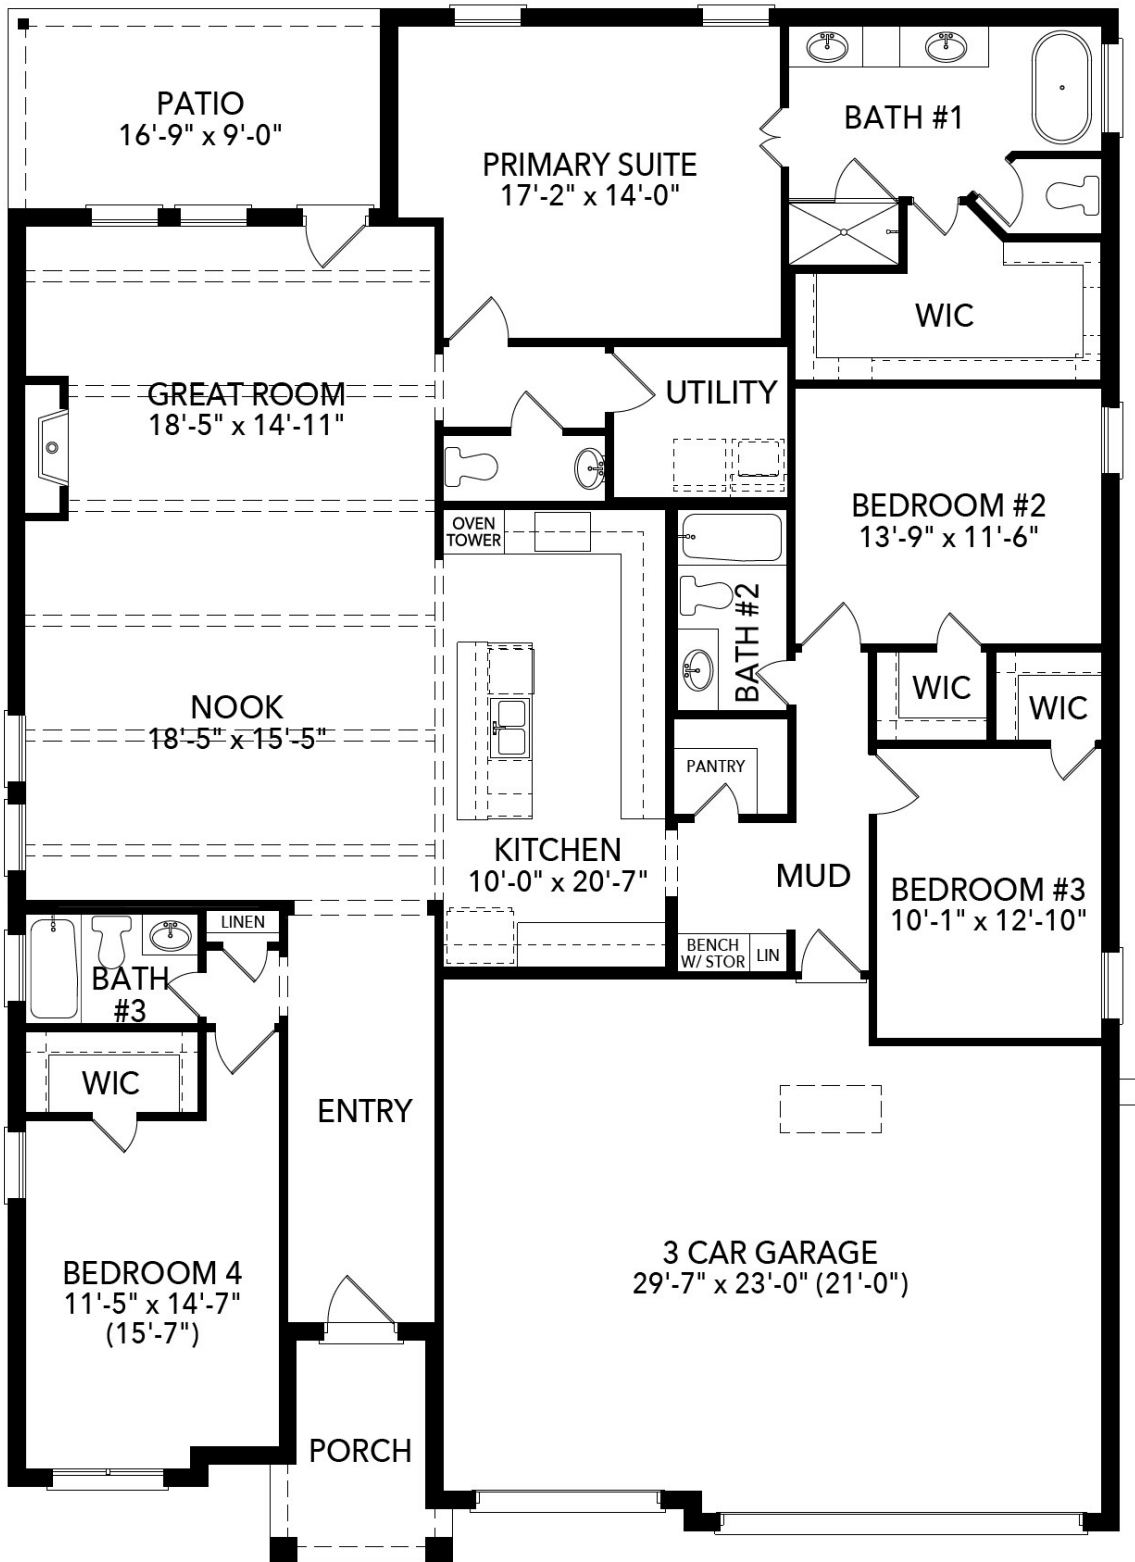 PATIO
16'-9" x 9'-0"
PRIMARY SUITE
17'-2" x 14'-0"
BATH #1
WIC
GREAT ROOM
18'-5" x 14'-11"
UTILITY
BEDROOM #2
13'-9" x 11'-6"
OVEN
TOWER
BATH #2
WIC
WIC
NOOK
18'-5" x 15'-5"
PANTRY
KITCHEN
10'-0" x 20'-7"
MUD
BEDROOM #3
10'-1" x 12'-10"
LINEN
BENCH
W/ STOR
LIN
BATH
#3
WIC
ENTRY
BEDROOM 4
11'-5" x 14'-7"
(15'-7")
3 CAR GARAGE
29'-7" x 23'-0" (21'-0")
PORCH